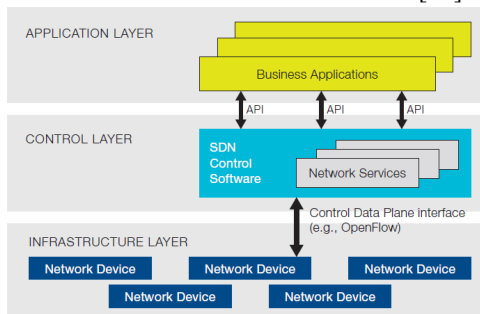 APPLICATION LAYER
Business Applications
API
API
API
CONTROL LAYER
SDN
Control
Software
Network Services
Control Data Plane interface
(e.g., OpenFlow)
INFRASTRUCTURE LAYER
Network Device
Network Device
Network Device
Network Device
Network Device